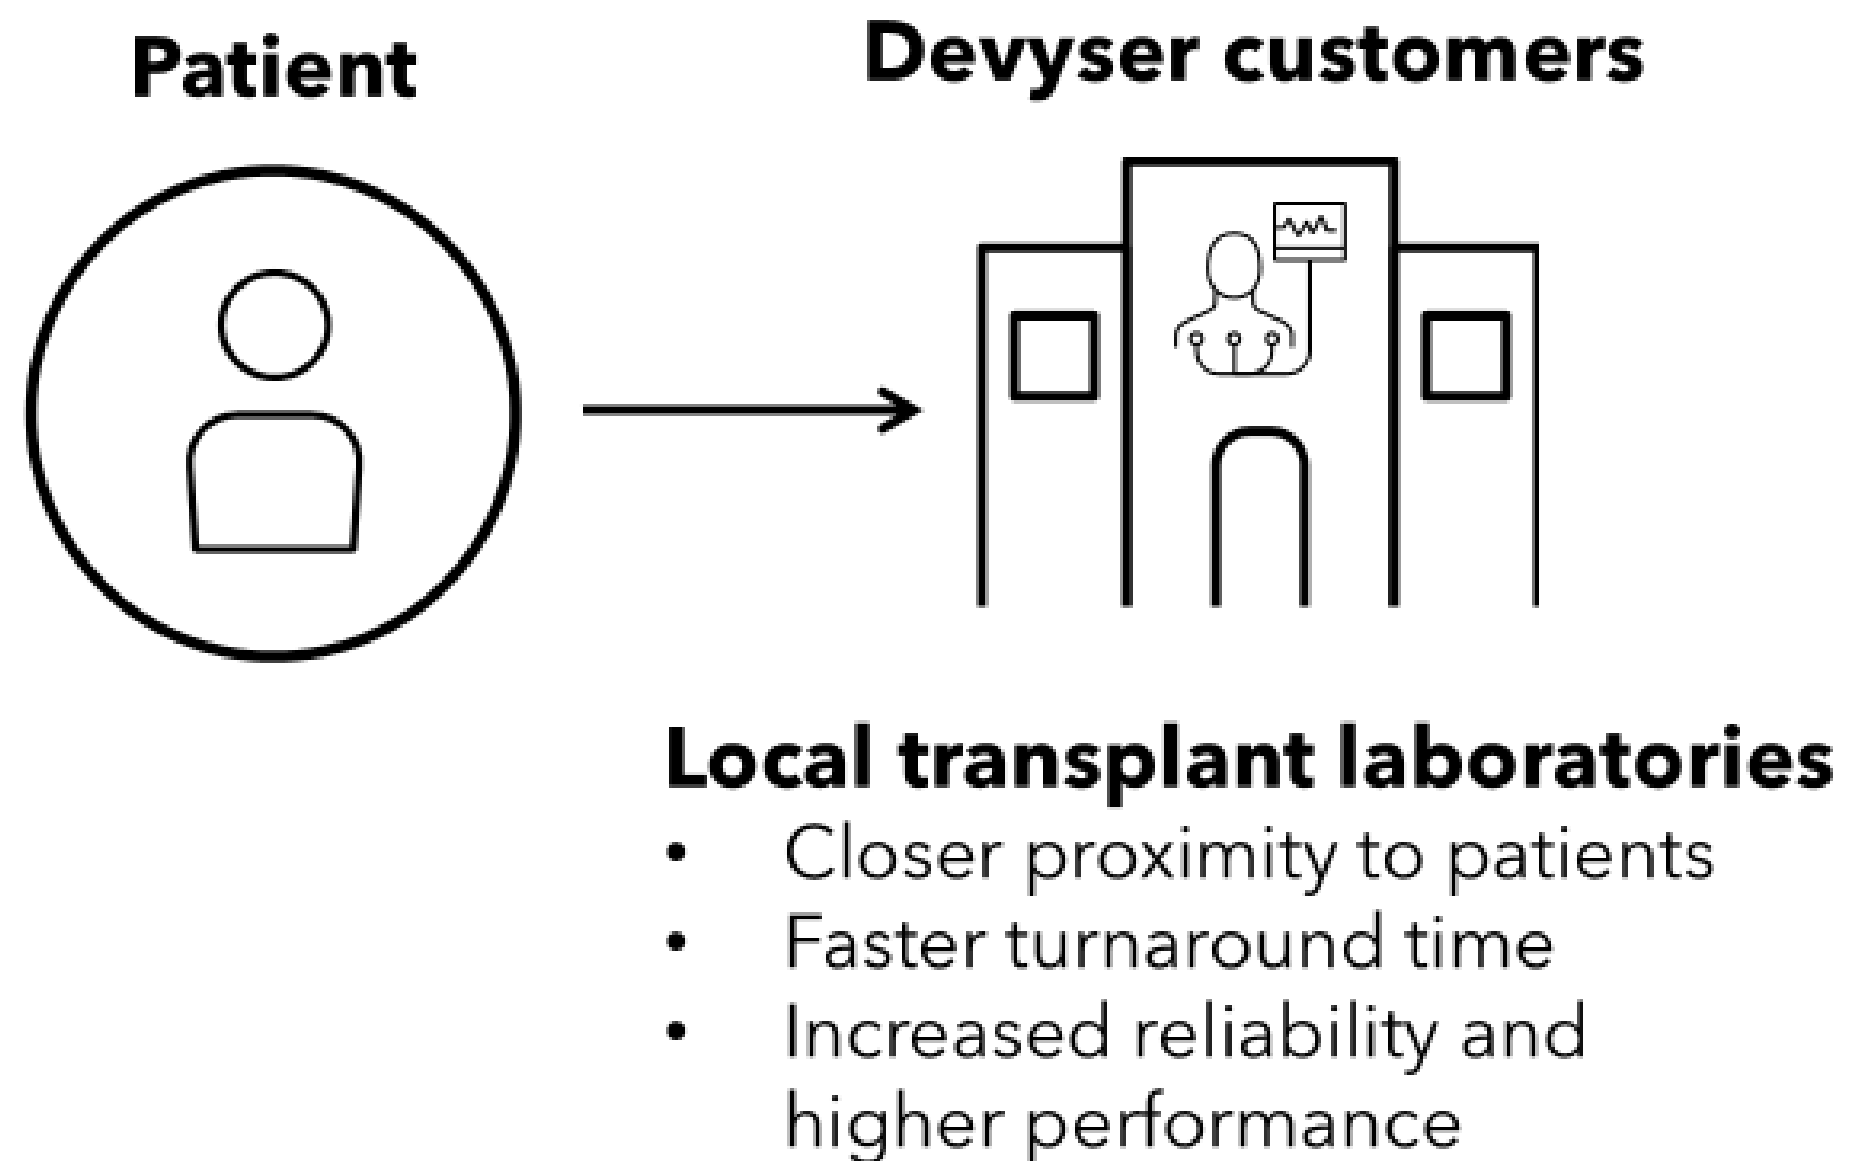 Patient
Devyser customers
Local transplant laboratories
• Closer proximity to patients
• Faster turnaround time
• Increased reliability and
higher performance